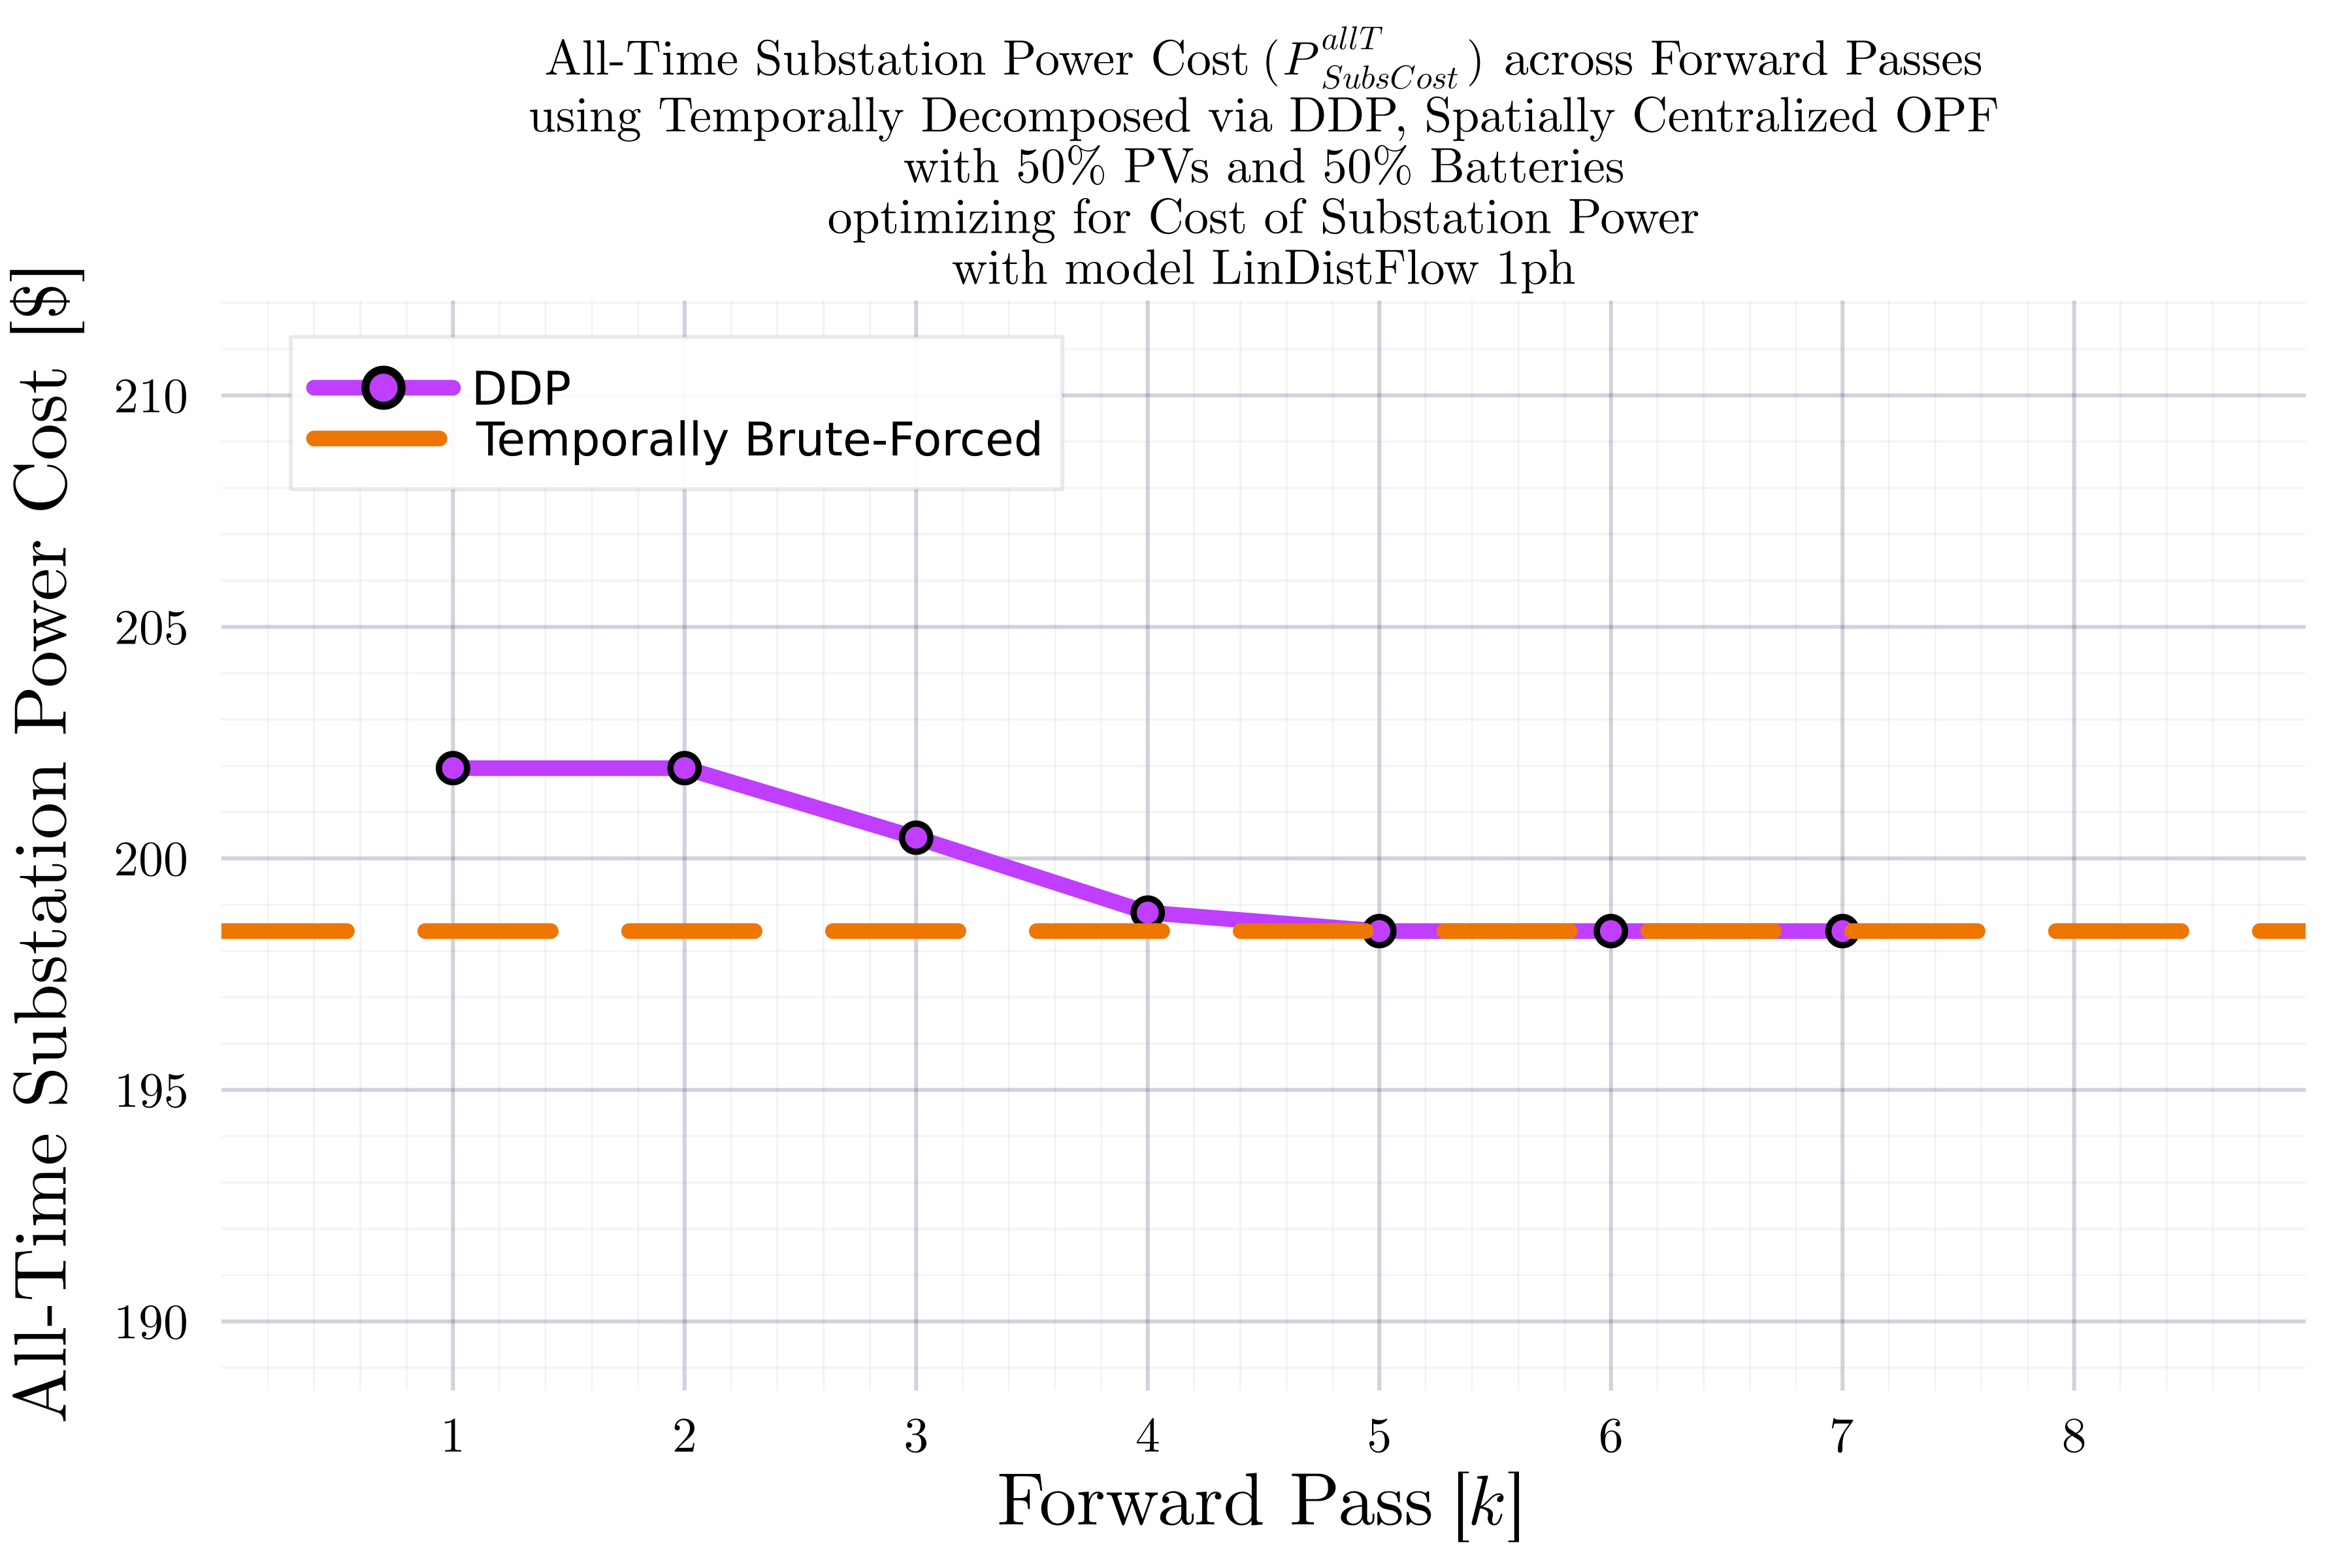 All-Time Substation Power Cost ($P_{SubsCost}^{allT}$) across Forward Passes
using Temporally Decomposed via DDP, Spatially Centralized OPF
with 50% PVs and 50% Batteries
optimizing for Cost of Substation Power
with model LinDistFlow 1ph
All-Time Substation Power Cost [$]
DDP
Temporally Brute-Forced
210
205
200
195
190
1 2 3 4 5 6 7 8
Forward Pass [k]